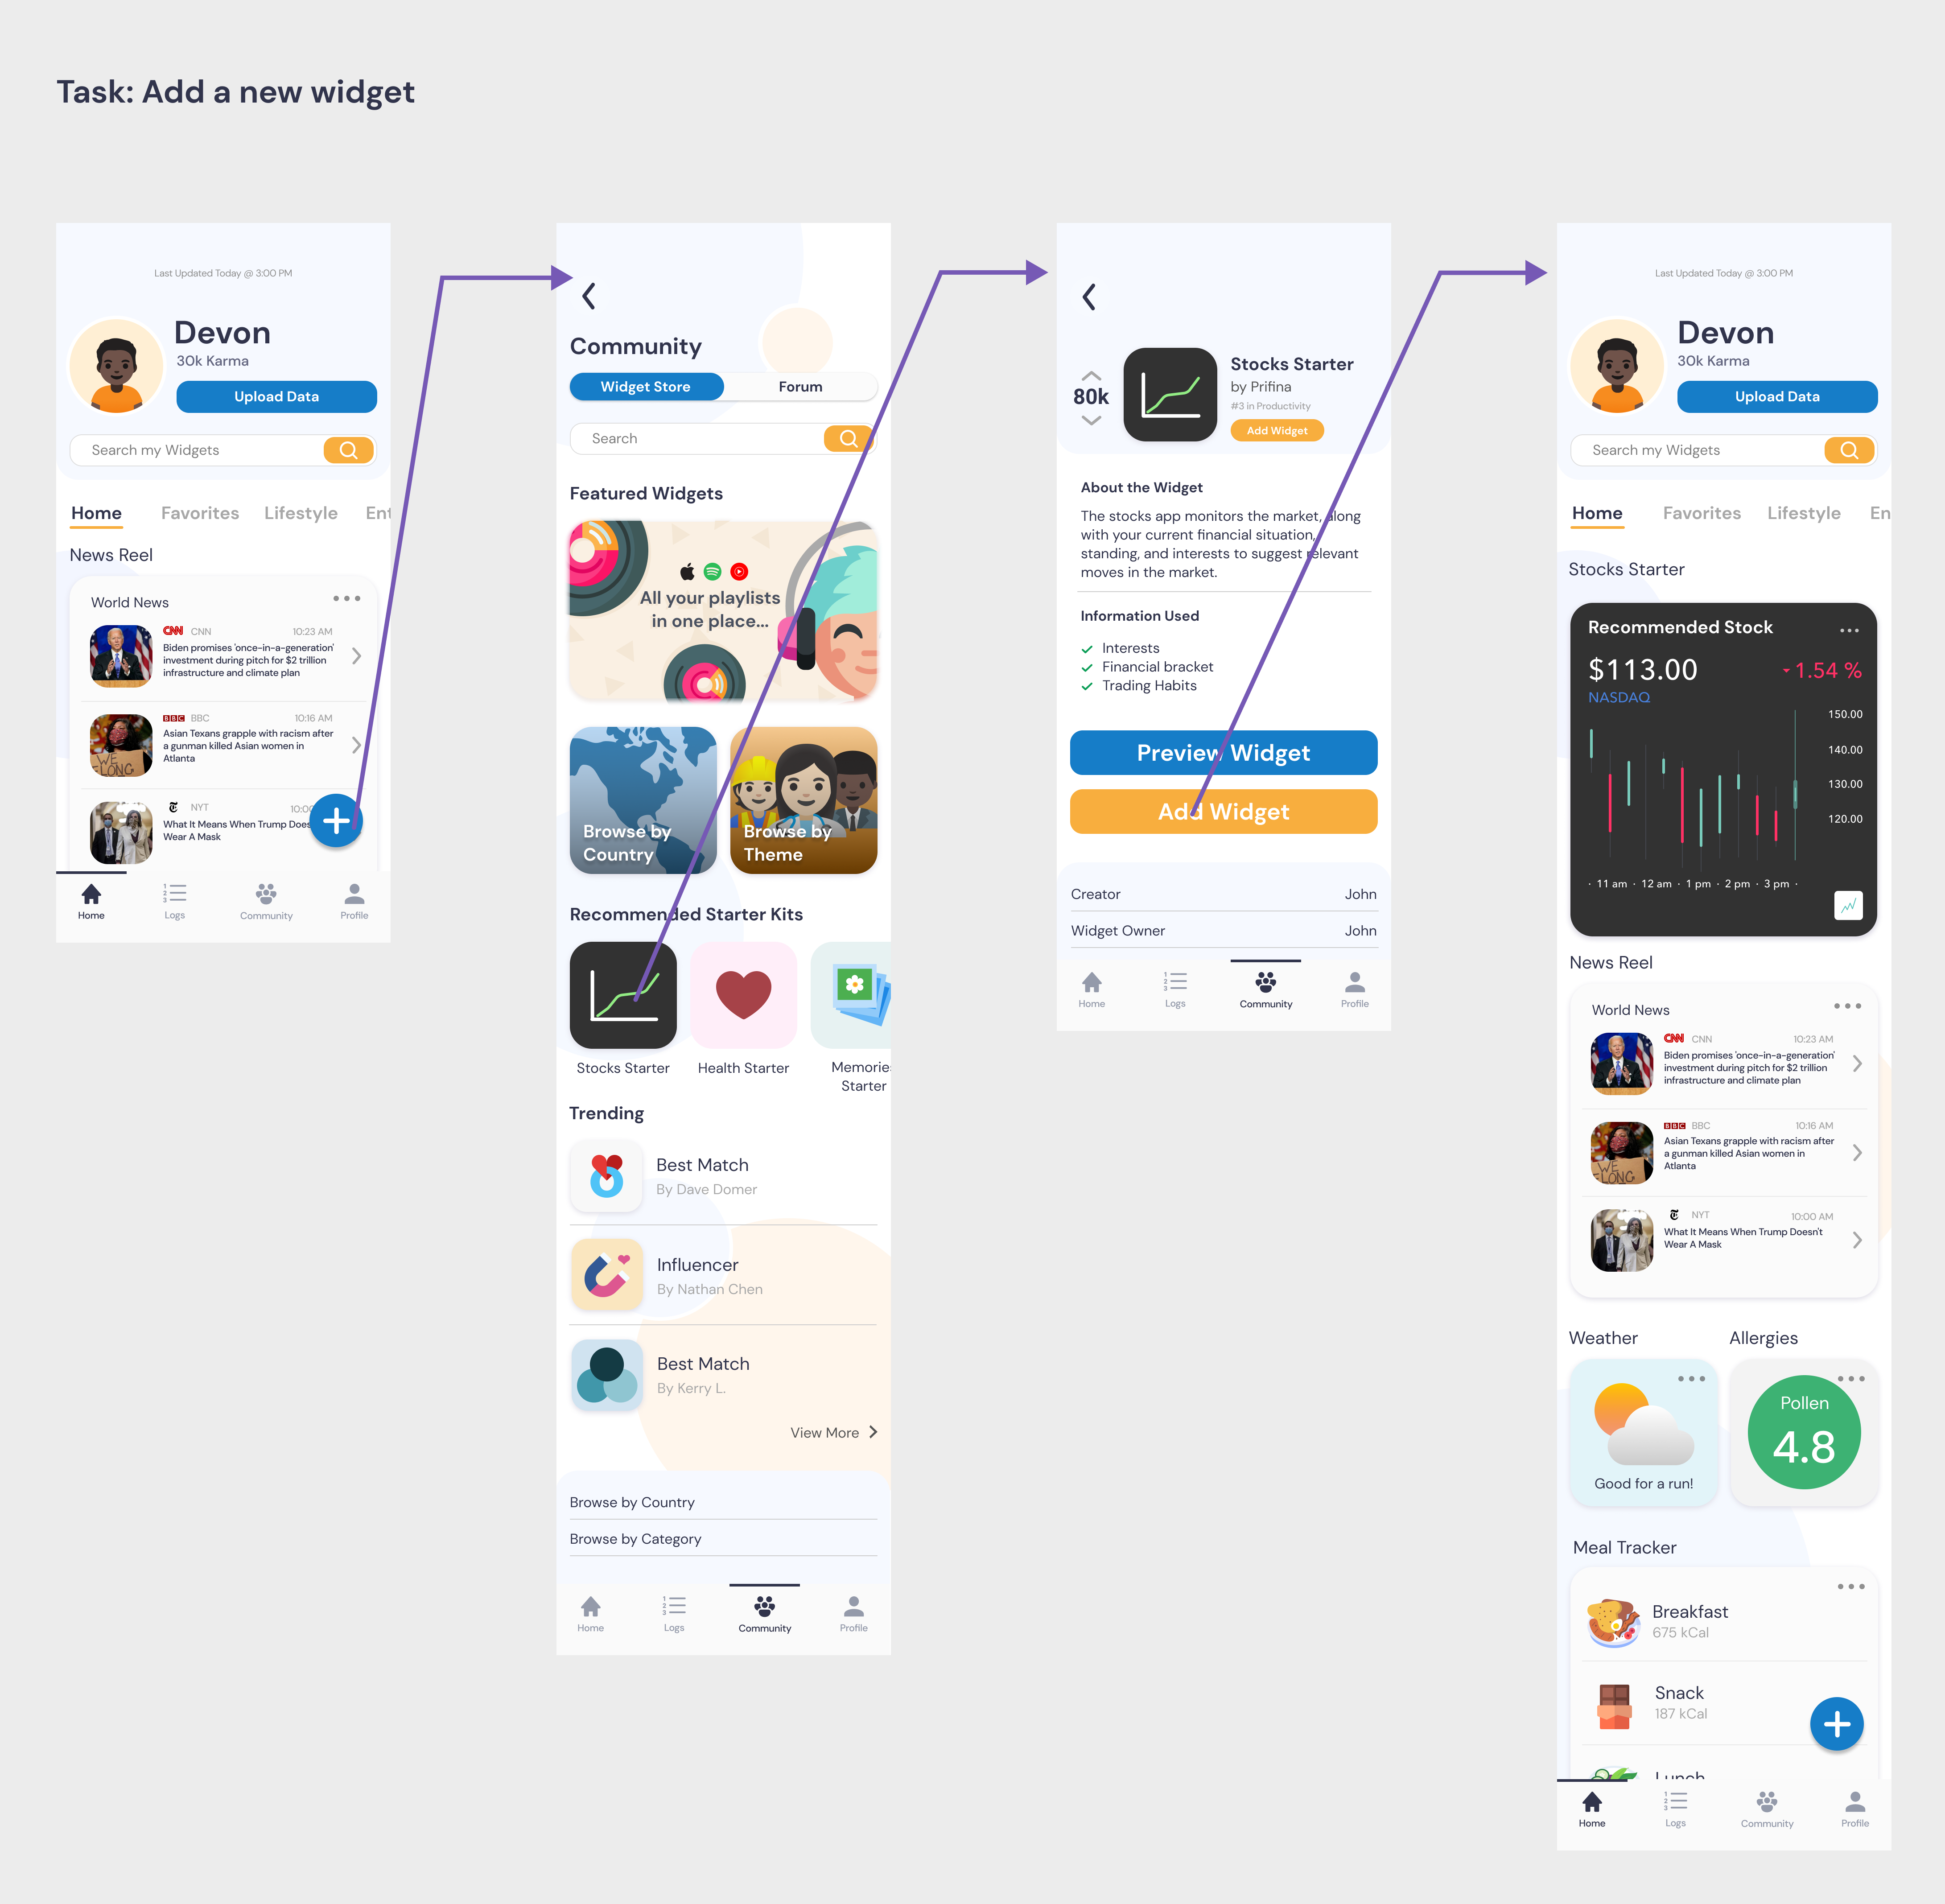 Task: Add a new widget
Last Updated Today @ 3:00 PM
Devon
30k Karma
Upload Data
Search my Widgets
Home Favorites Lifestyle Ent
News Reel
World News
CNN CNN 10:23 AM
Biden promises 'once-in-a-generation'
investment during pitch for $2 trillion
infrastructure and climate plan
BBC BBC 10:16 AM
Asian Texans grapple with racism after
a gunman killed Asian women in
Atlanta
WE
LONG
NYT 10:00
What It Means When Trump Does
Wear A Mask
Home Logs Community Profile
Community
Widget Store Forum
Search
Featured Widgets
All your playlists
in one place...
Browse by
Country
Browse by
Theme
Recommended Starter Kits
Stocks Starter
Health Starter
Memories
Starter
Trending
Best Match
By Dave Domer
Influencer
By Nathan Chen
Best Match
By Kerry L.
View More
Browse by Country
Browse by Category
Home Logs Community Profile
80k
Stocks Starter
by Prifina
#3 in Productivity
Add Widget
About the Widget
The stocks app monitors the market, along
with your current financial situation,
standing, and interests to suggest relevant
moves in the market.
Information Used
Interests
Financial bracket
Trading Habits
Preview Widget
Add Widget
Creator John
Widget Owner John
Home Logs Community Profile
Last Updated Today @ 3:00 PM
Devon
30k Karma
Upload Data
Search my Widgets
Home Favorites Lifestyle En
Stocks Starter
Recommended Stock
$113.00 1.54 %
NASDAQ
150.00
140.00
130.00
120.00
· 11 am · 12 am · 1 pm · 2 pm · 3 pm ·
News Reel
World News
CNN CNN 10:23 AM
Biden promises 'once-in-a-generation'
investment during pitch for $2 trillion
infrastructure and climate plan
BBC BBC 10:16 AM
Asian Texans grapple with racism after
a gunman killed Asian women in
Atlanta
WE
LONG
NYT 10:00 AM
What It Means When Trump Doesn't
Wear A Mask
Weather Allergies
Good for a run!
Pollen
4.8
Meal Tracker
Breakfast
675 kCal
Snack
187 kCal
Lunch
Home Logs Community Profile